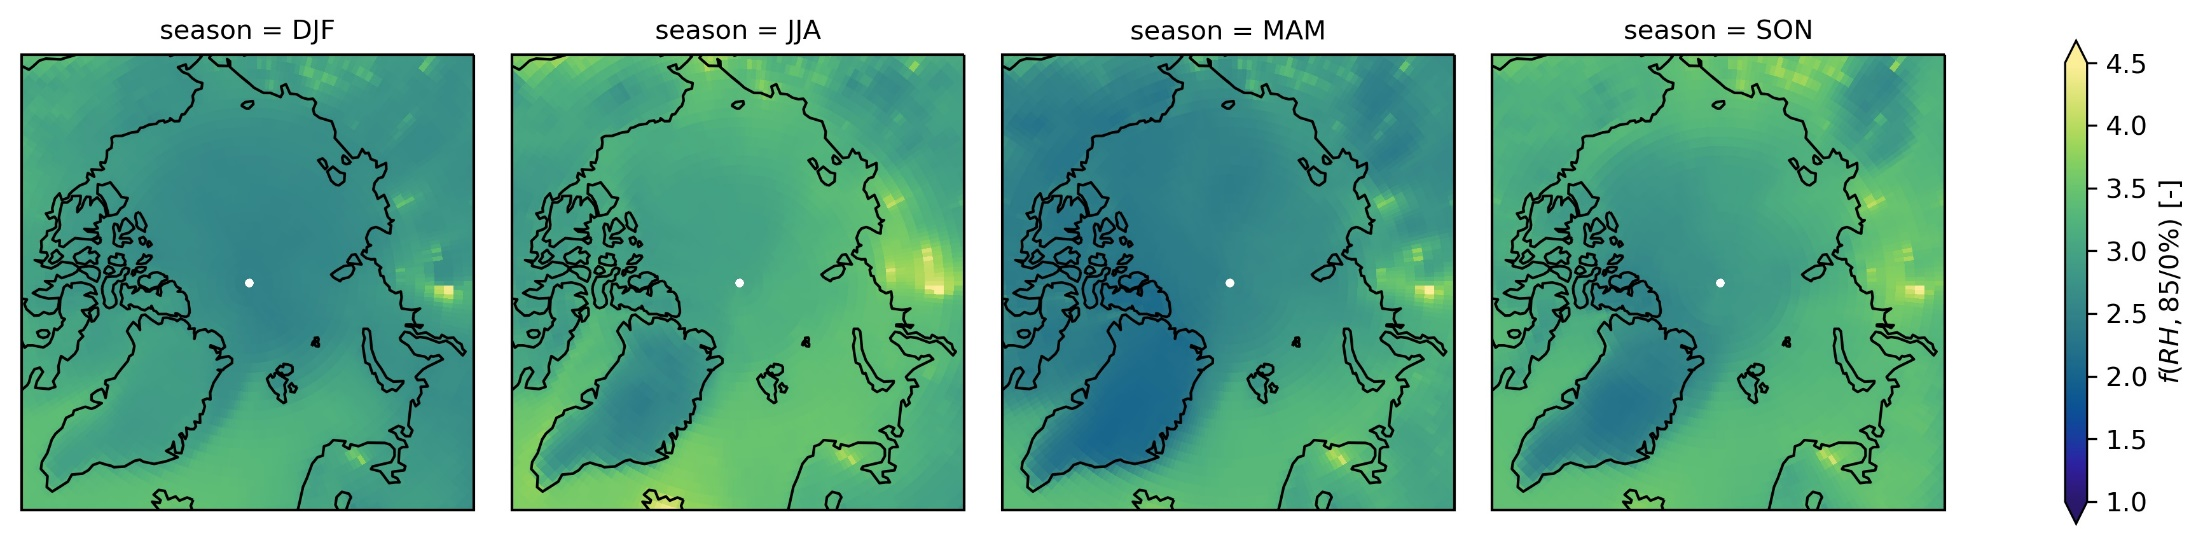 season = DJF
season = JJA
season = MAM
season = SON
4.5
4.0
3.5
3.0
2.5
2.0
1.5
1.0
f(RH, 85/0%) [-]